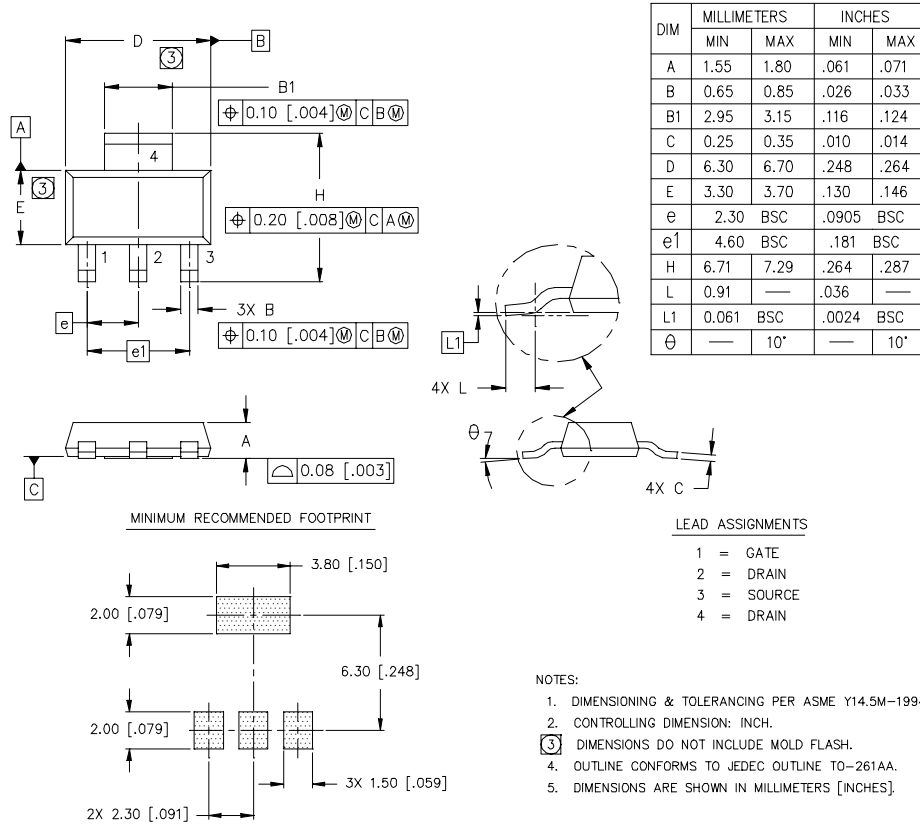 D
B
3
B1
⌖ 0.10 [.004]Ⓜ C BⓂ
A
4
3
E
H
⌖ 0.20 [.008]Ⓜ C AⓂ
1 2 3
3X B
e
⌖ 0.10 [.004]Ⓜ C BⓂ
e1
L1
4X L
DIM MILLIMETERS INCHES
MIN MAX MIN MAX
A 1.55 1.80 .061 .071
B 0.65 0.85 .026 .033
B1 2.95 3.15 .116 .124
C 0.25 0.35 .010 .014
D 6.30 6.70 .248 .264
E 3.30 3.70 .130 .146
e 2.30 BSC .0905 BSC
e1 4.60 BSC .181 BSC
H 6.71 7.29 .264 .287
L 0.91 — .036 —
L1 0.061 BSC .0024 BSC
θ — 10° — 10°
A
C
⌓ 0.08 [.003]
θ
4X C
MINIMUM RECOMMENDED FOOTPRINT
3.80 [.150]
2.00 [.079]
6.30 [.248]
2.00 [.079]
3X 1.50 [.059]
2X 2.30 [.091]
LEAD ASSIGNMENTS
1 = GATE
2 = DRAIN
3 = SOURCE
4 = DRAIN
NOTES:
1. DIMENSIONING & TOLERANCING PER ASME Y14.5M–1994
2. CONTROLLING DIMENSION: INCH.
3 DIMENSIONS DO NOT INCLUDE MOLD FLASH.
4. OUTLINE CONFORMS TO JEDEC OUTLINE TO–261AA.
5. DIMENSIONS ARE SHOWN IN MILLIMETERS [INCHES].